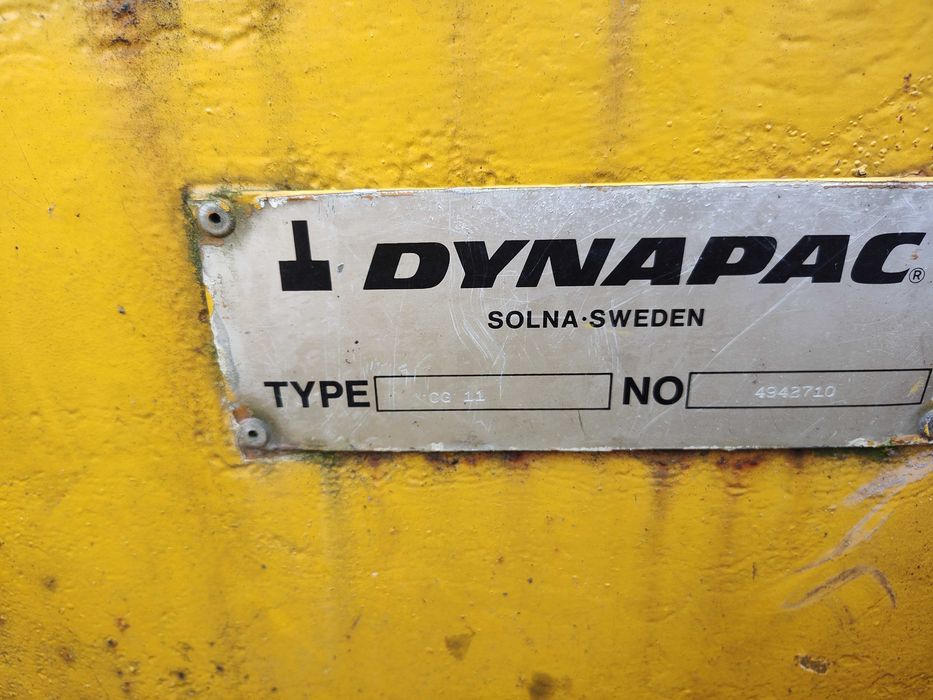 DYNAPAC®
SOLNA·SWEDEN
TYPE CG 11 NO 4942710